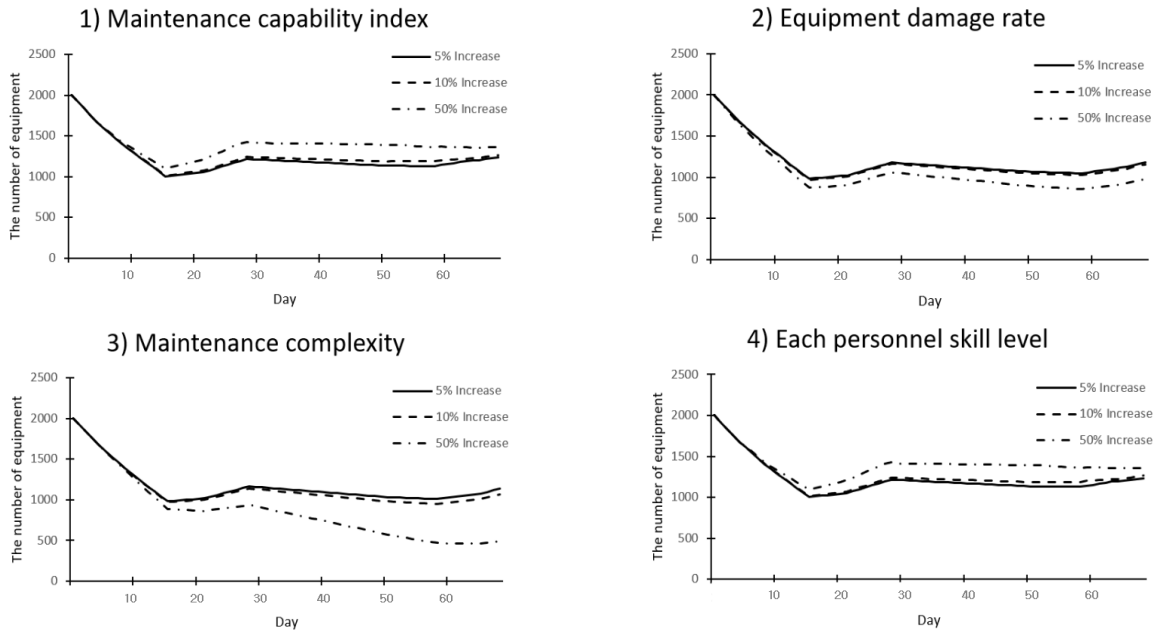 1) Maintenance capability index
The number of equipment
2500
2000
1500
1000
500
0
10
20
30
40
50
60
Day
5% Increase
10% Increase
50% Increase
2) Equipment damage rate
The number of equipment
2500
2000
1500
1000
500
0
10
20
30
40
50
60
Day
5% Increase
10% Increase
50% Increase
3) Maintenance complexity
The number of equipment
2500
2000
1500
1000
500
0
10
20
30
40
50
60
Day
5% Increase
10% Increase
50% Increase
4) Each personnel skill level
The number of equipment
2500
2000
1500
1000
500
0
10
20
30
40
50
60
Day
5% Increase
10% Increase
50% Increase